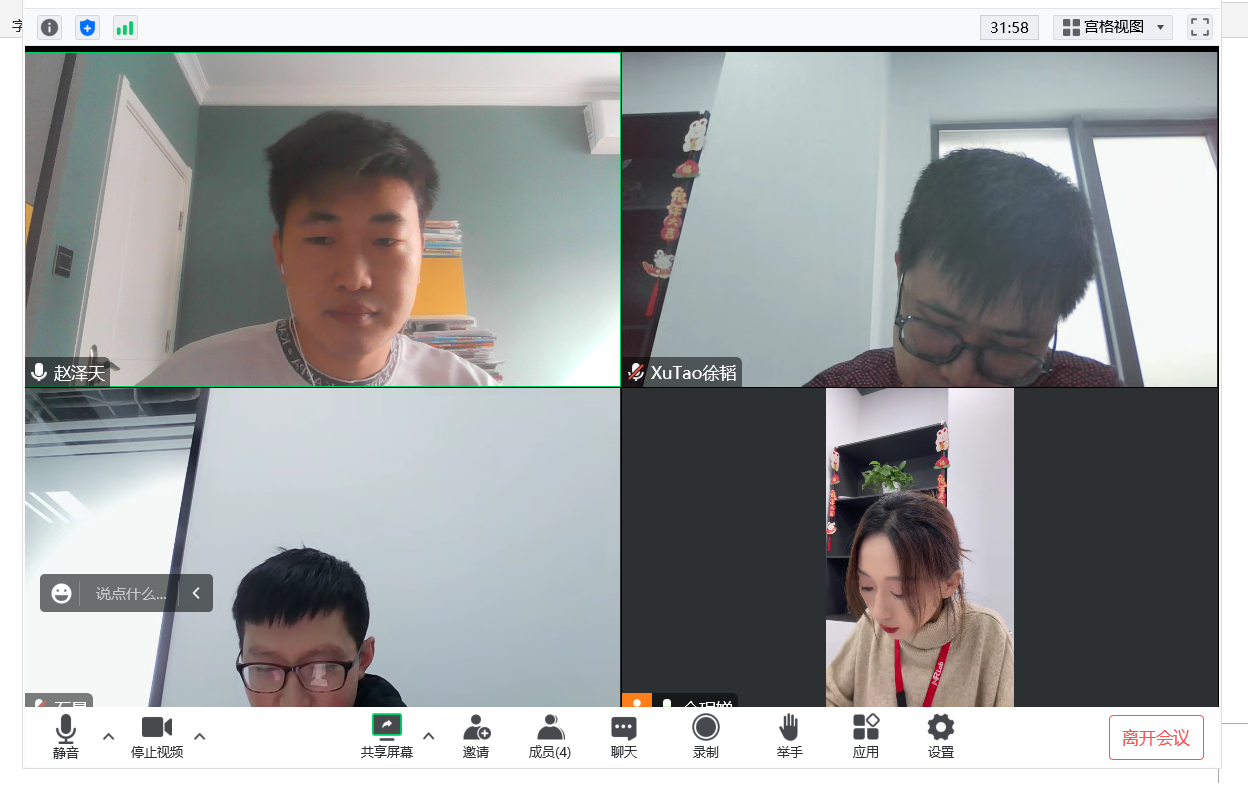 字
31:58
宫格视图
赵泽天
XuTao徐韬
说点什么...
静音
停止视频
共享屏幕
邀请
成员(4)
聊天
录制
举手
应用
设置
离开会议